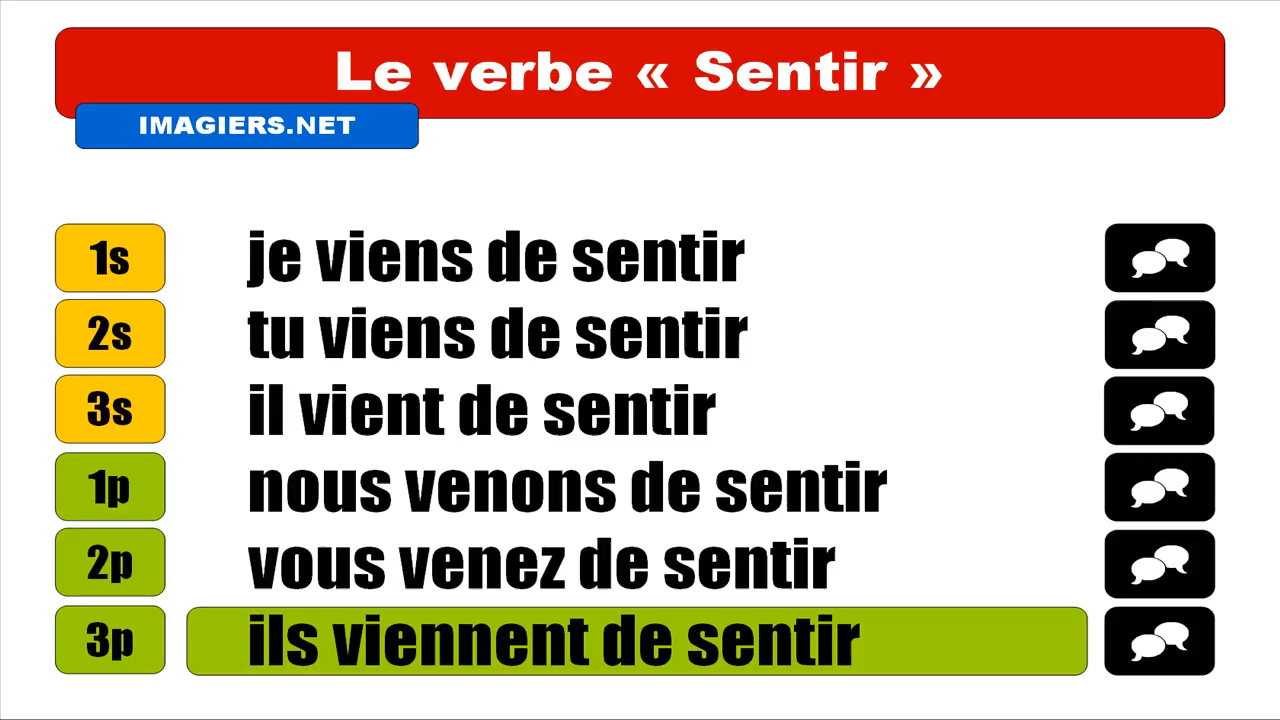 Le verbe « Sentir »
IMAGIERS.NET
1s je viens de sentir
2s tu viens de sentir
3s il vient de sentir
1p nous venons de sentir
2p vous venez de sentir
3p ils viennent de sentir